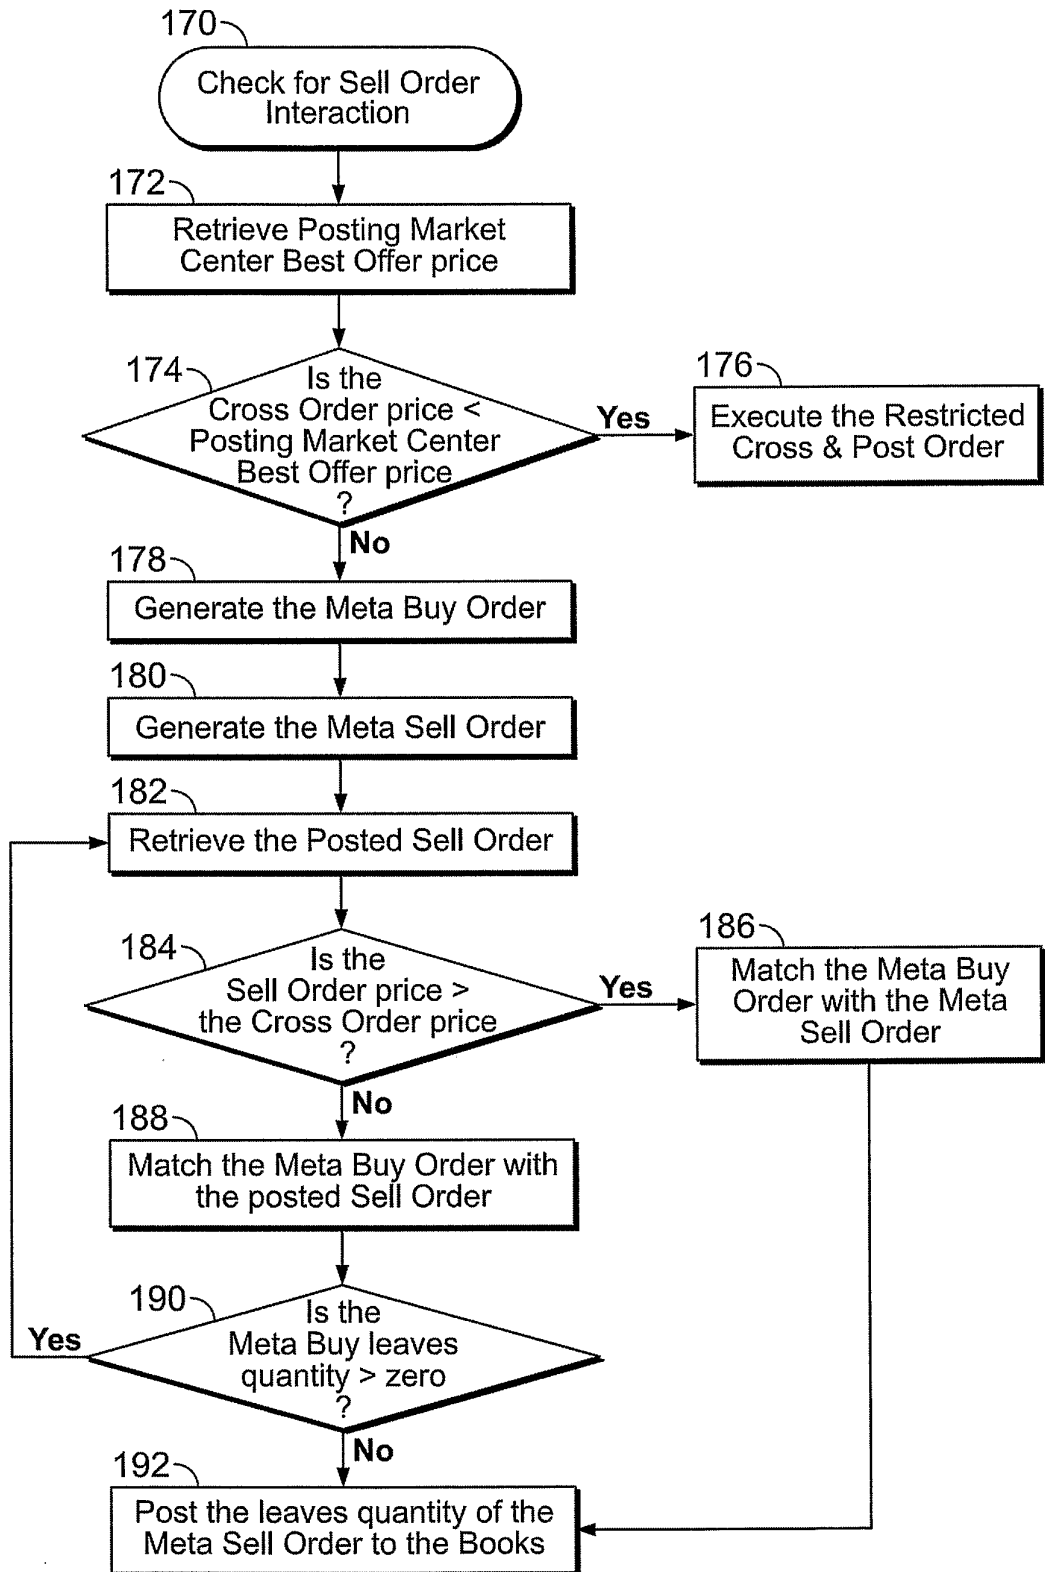 170
Check for Sell Order
Interaction
172
Retrieve Posting Market
Center Best Offer price
174
Is the
Cross Order price <
Posting Market Center
Best Offer price
?
Yes
176
Execute the Restricted
Cross & Post Order
No
178
Generate the Meta Buy Order
180
Generate the Meta Sell Order
182
Retrieve the Posted Sell Order
184
Is the
Sell Order price >
the Cross Order price
?
Yes
186
Match the Meta Buy
Order with the Meta
Sell Order
No
188
Match the Meta Buy Order with
the posted Sell Order
190
Is the
Meta Buy leaves
quantity > zero
?
Yes
No
192
Post the leaves quantity of the
Meta Sell Order to the Books